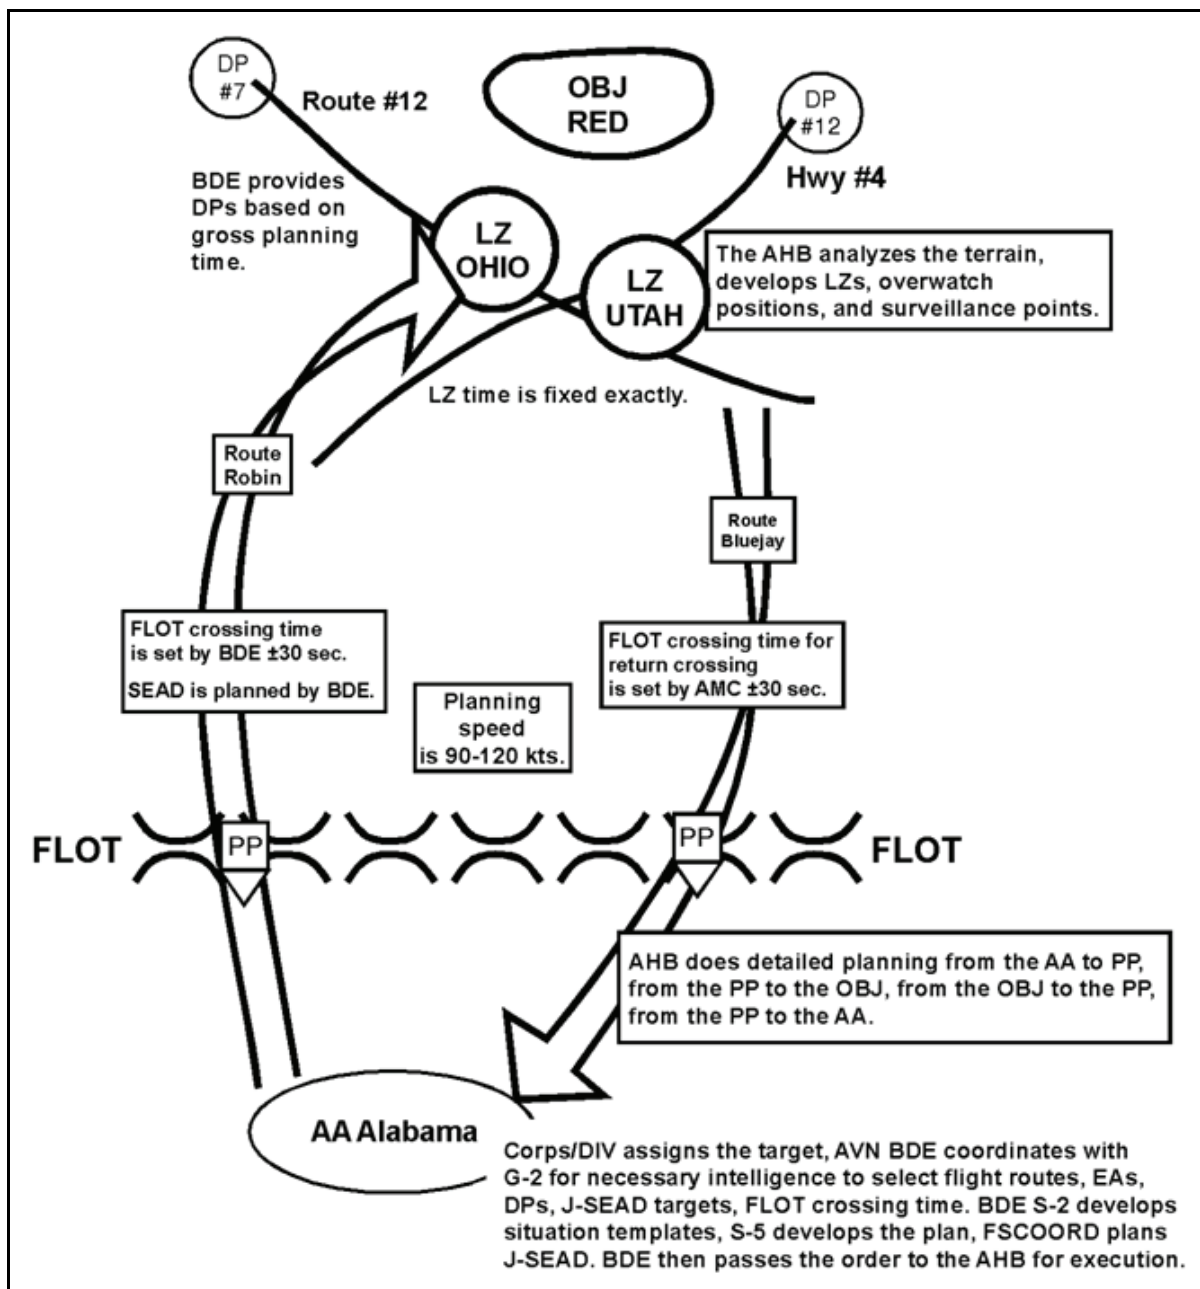 DP
#7
Route #12
OBJ
RED
DP
#12
Hwy #4
BDE provides
DPs based on
gross planning
time.
LZ
OHIO
LZ
UTAH
The AHB analyzes the terrain,
develops LZs, overwatch
positions, and surveillance points.
LZ time is fixed exactly.
Route
Robin
Route
Bluejay
FLOT crossing time
is set by BDE ±30 sec.
SEAD is planned by BDE.
FLOT crossing time for
return crossing
is set by AMC ±30 sec.
Planning
speed
is 90-120 kts.
FLOT
PP
PP
FLOT
AHB does detailed planning from the AA to PP,
from the PP to the OBJ, from the OBJ to the PP,
from the PP to the AA.
AA Alabama
Corps/DIV assigns the target, AVN BDE coordinates with
G-2 for necessary intelligence to select flight routes, EAs,
DPs, J-SEAD targets, FLOT crossing time. BDE S-2 develops
situation templates, S-5 develops the plan, FSCOORD plans
J-SEAD. BDE then passes the order to the AHB for execution.